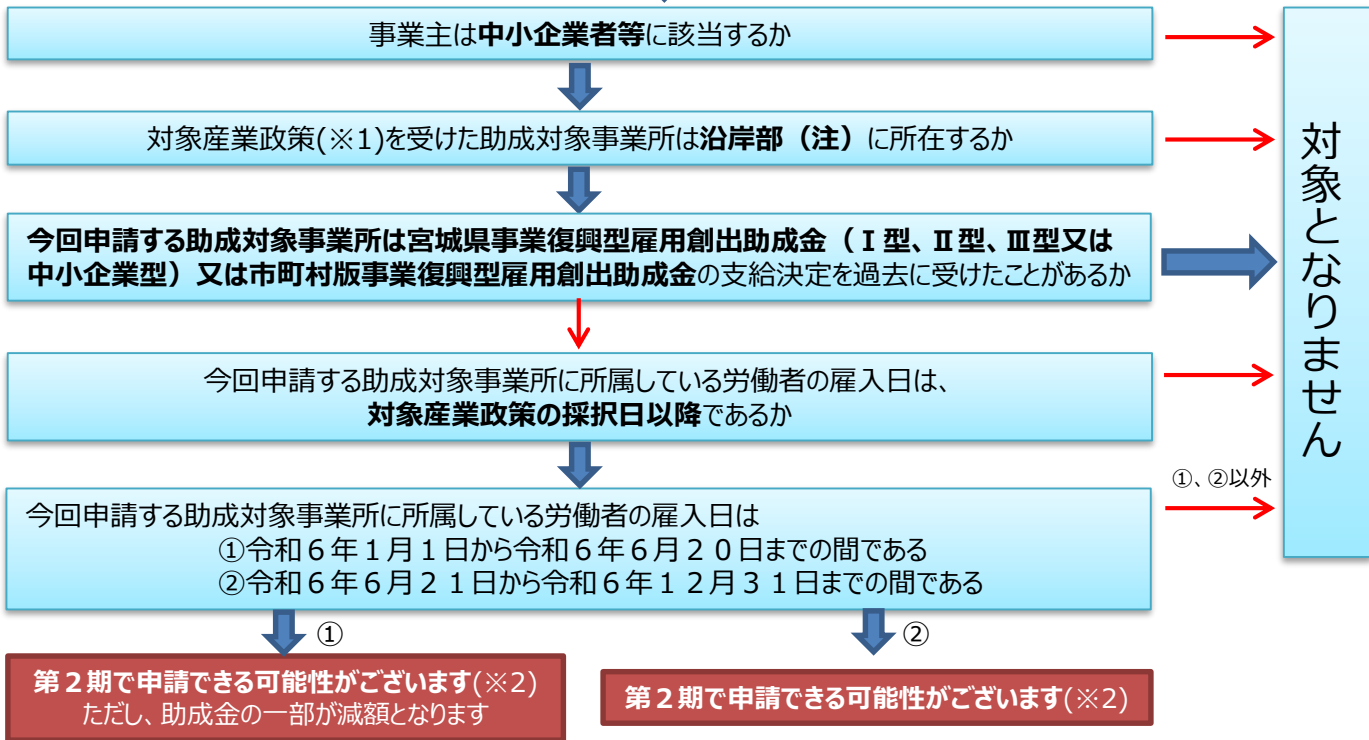 事業主は中小企業者等に該当するか
対象産業政策(※1)を受けた助成対象事業所は沿岸部（注）に所在するか
今回申請する助成対象事業所は宮城県事業復興型雇用創出助成金（Ⅰ型、Ⅱ型、Ⅲ型又は
中小企業型）又は市町村版事業復興型雇用創出助成金の支給決定を過去に受けたことがあるか
今回申請する助成対象事業所に所属している労働者の雇入日は、
対象産業政策の採択日以降であるか
今回申請する助成対象事業所に所属している労働者の雇入日は
①令和６年１月１日から令和６年６月２０日までの間である
②令和６年６月２１日から令和６年１２月３１日までの間である
①、②以外
対象となりません
①
②
第２期で申請できる可能性がございます(※2)
ただし、助成金の一部が減額となります
第２期で申請できる可能性がございます(※2)